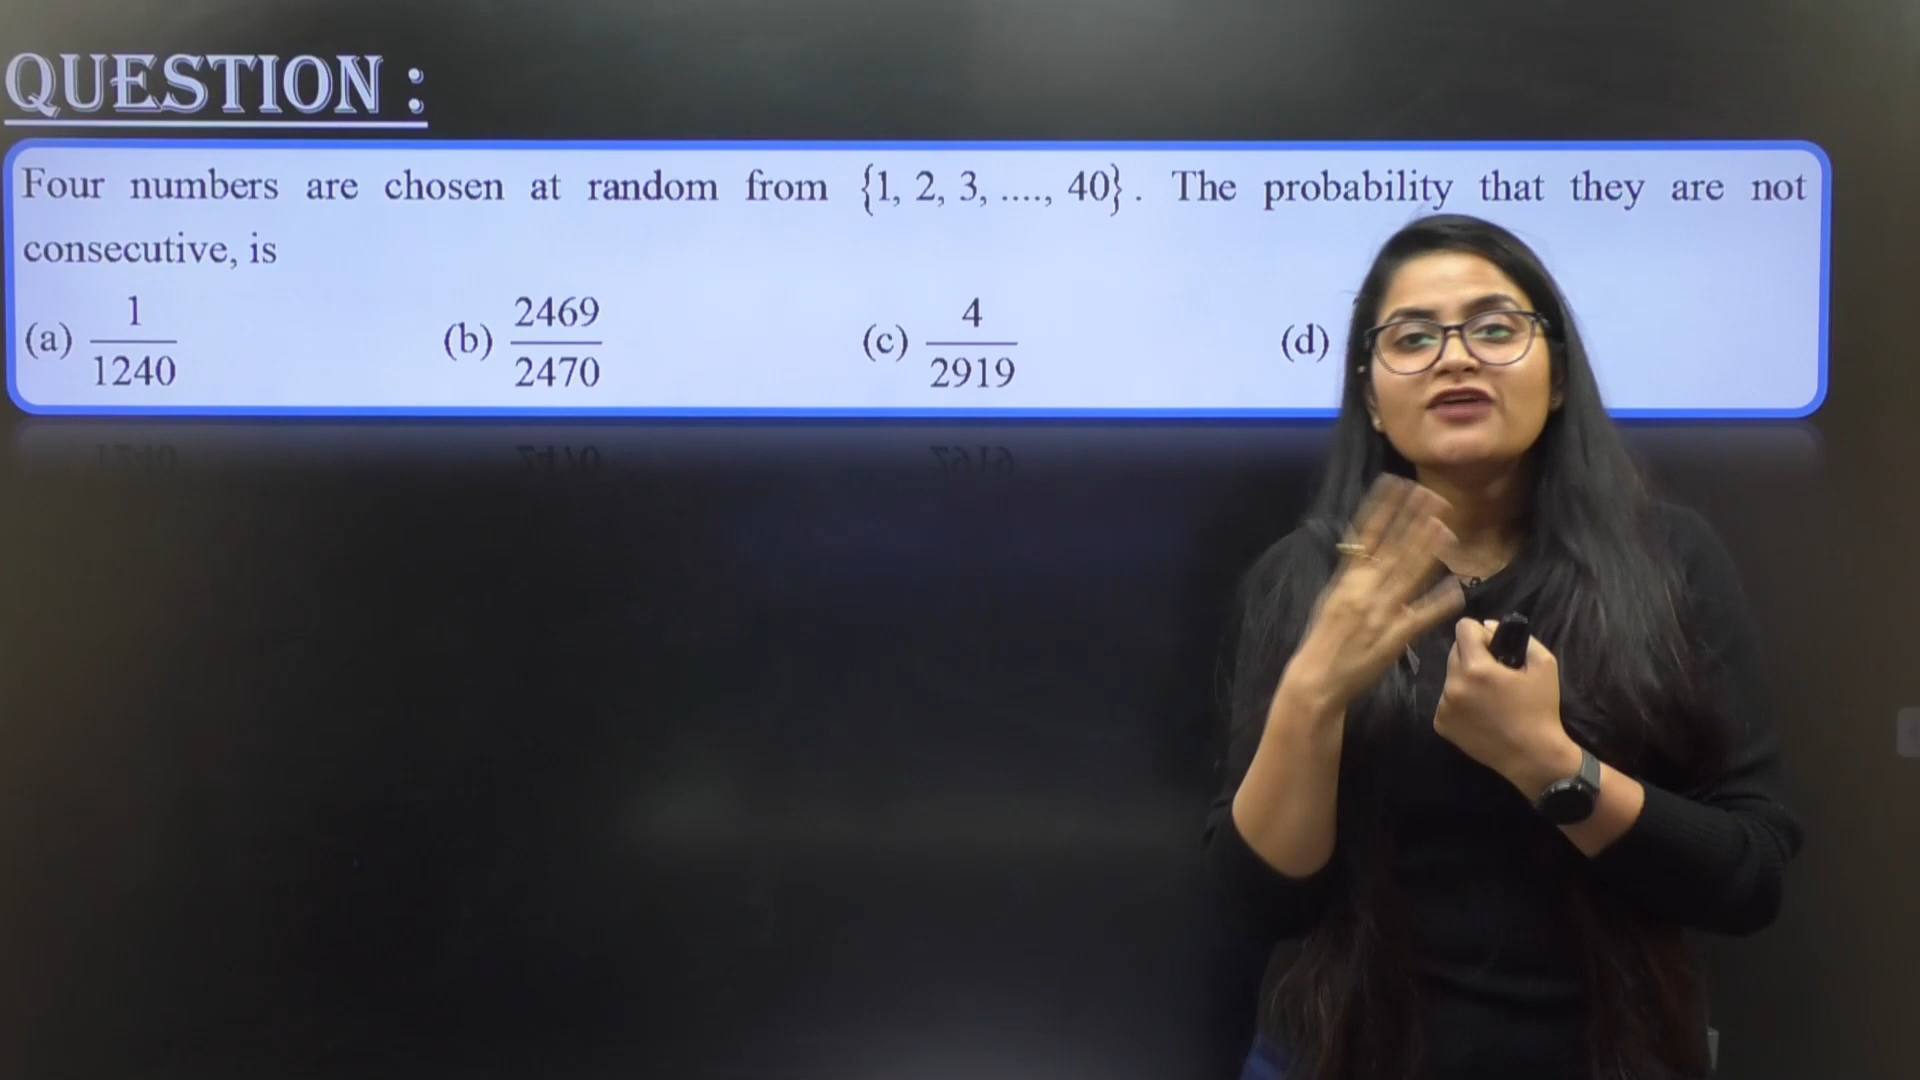 QUESTION :
Four numbers are chosen at random from {1, 2, 3, ...., 40}. The probability that they are not
consecutive, is
(a) 1/1240 (b) 2469/2470 (c) 4/2919 (d)